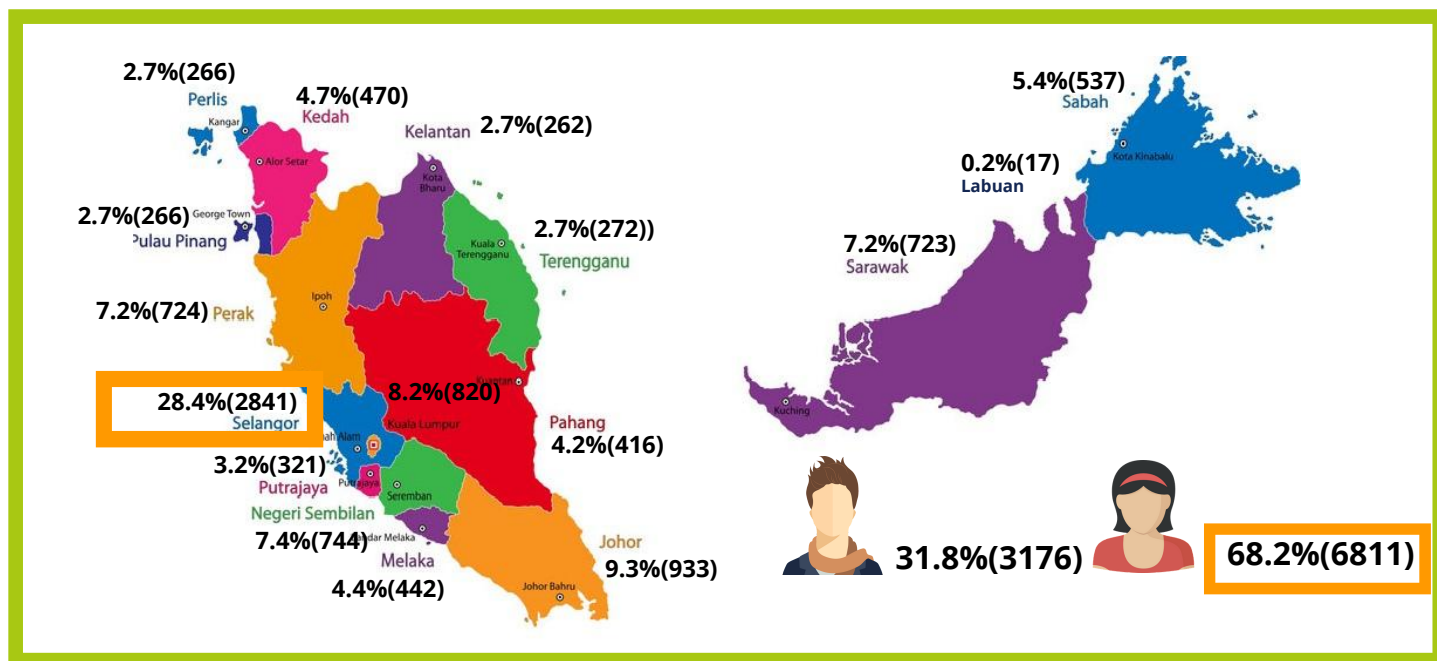 2.7%(266)
Perlis
Kangar
4.7%(470)
Kedah
Alor Setar
Kelantan 2.7%(262)
Kota
Bharu
2.7%(266) George Town
Pulau Pinang
2.7%(272))
Kuala
Terengganu
Terengganu
7.2%(724) Perak
Ipoh
28.4%(2841)
Selangor
8.2%(820)
Kuala Lumpur
Kuantan
ah Alam
Pahang
4.2%(416)
3.2%(321)
Putrajaya
Putrajaya
Negeri Sembilan
Seremban
7.4%(744)
andar Melaka
Melaka
4.4%(442)
Johor
9.3%(933)
Johor Bahru
5.4%(537)
Sabah
Kota Kinabalu
0.2%(17)
Labuan
7.2%(723)
Sarawak
Kuching
31.8%(3176)
68.2%(6811)